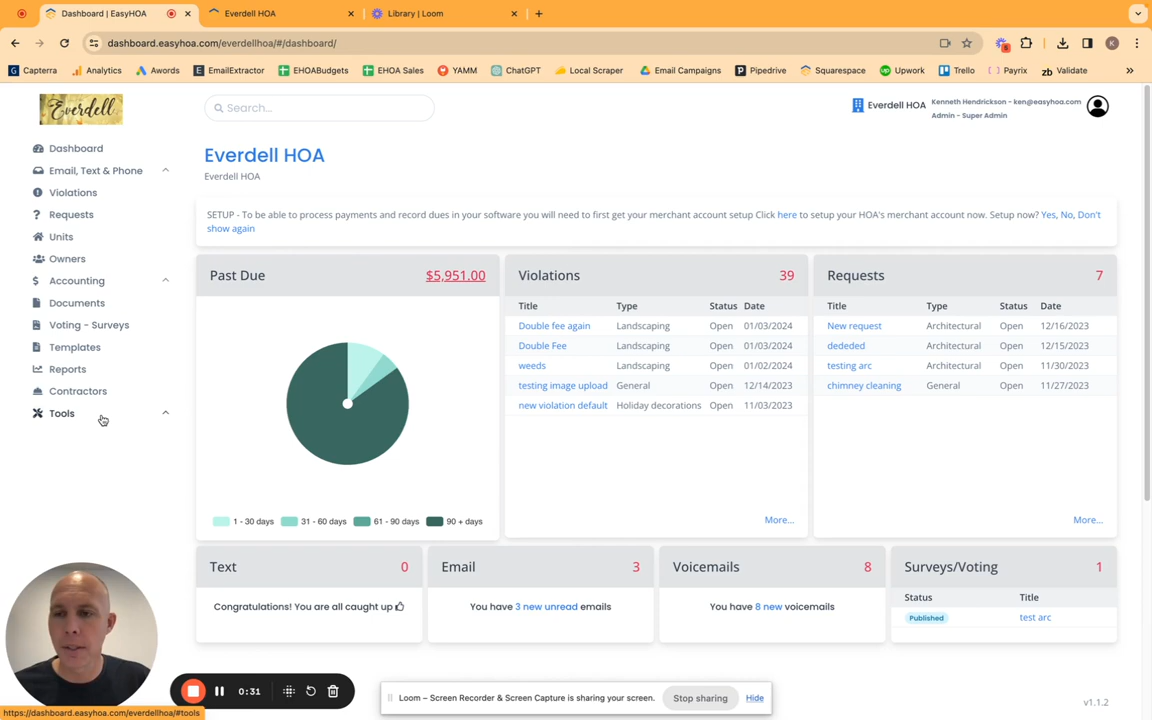 Dashboard | EasyHOA
Everdell HOA
Library | Loom
dashboard.easyhoa.com/everdellhoa/#/dashboard/
Capterra
Analytics
Awords
EmailExtractor
EHOABudgets
EHOA Sales
YAMM
ChatGPT
Local Scraper
Email Campaigns
Pipedrive
Squarespace
Upwork
Trello
Payrix
zb Validate
K
6
Everdell
Search...
Everdell HOA
Kenneth Hendrickson - ken@easyhoa.com
Admin - Super Admin
Dashboard
Email, Text & Phone
Violations
Requests
Units
Owners
Accounting
Documents
Voting - Surveys
Templates
Reports
Contractors
Tools
Everdell HOA
Everdell HOA
SETUP - To be able to process payments and record dues in your software you will need to first get your merchant account setup Click here to setup your HOA's merchant account now. Setup now? Yes, No, Don't
show again
Past Due $5,951.00
1 - 30 days 31 - 60 days 61 - 90 days 90 + days
Violations 39
Title Type Status Date
Double fee again Landscaping Open 01/03/2024
Double Fee Landscaping Open 01/03/2024
weeds Landscaping Open 01/02/2024
testing image upload General Open 12/14/2023
new violation default Holiday decorations Open 11/03/2023
More...
Requests 7
Title Type Status Date
New request Architectural Open 12/16/2023
dededed Architectural Open 12/15/2023
testing arc Architectural Open 11/30/2023
chimney cleaning General Open 11/27/2023
More...
Text 0
Congratulations! You are all caught up
Email 3
You have 3 new unread emails
Voicemails 8
You have 8 new voicemails
Surveys/Voting 1
Status Title
Published test arc
0:31
Loom – Screen Recorder & Screen Capture is sharing your screen.
Stop sharing
Hide
https://dashboard.easyhoa.com/everdellhoa/#tools
v1.1.2